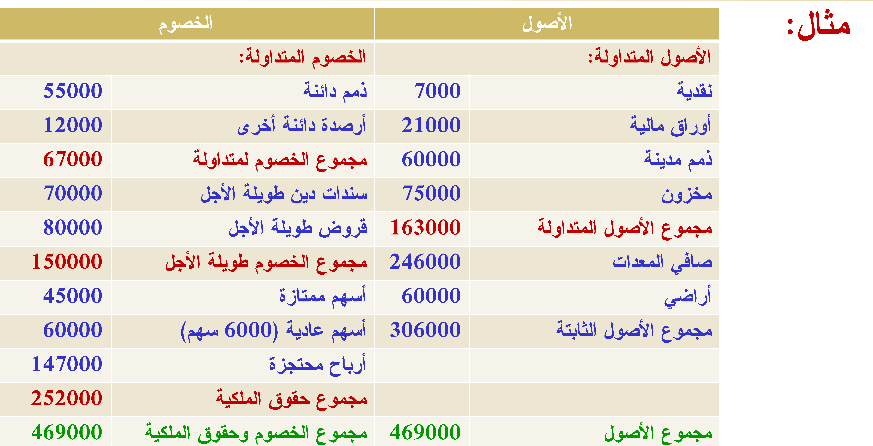 مثال:
الأصول الخصوم
الأصول المتداولة: الخصوم المتداولة:
نقدية 7000 ذمم دائنة 55000
أوراق مالية 21000 أرصدة دائنة أخرى 12000
ذمم مدينة 60000 مجموع الخصوم لمتداولة 67000
مخزون 75000 سندات دين طويلة الأجل 70000
مجموع الأصول المتداولة 163000 قروض طويلة الأجل 80000
صافي المعدات 246000 مجموع الخصوم طويلة الأجل 150000
أراضي 60000 أسهم ممتازة 45000
مجموع الأصول الثابتة 306000 أسهم عادية (6000 سهم) 60000
أرباح محتجزة 147000
مجموع حقوق الملكية 252000
مجموع الأصول 469000 مجموع الخصوم وحقوق الملكية 469000